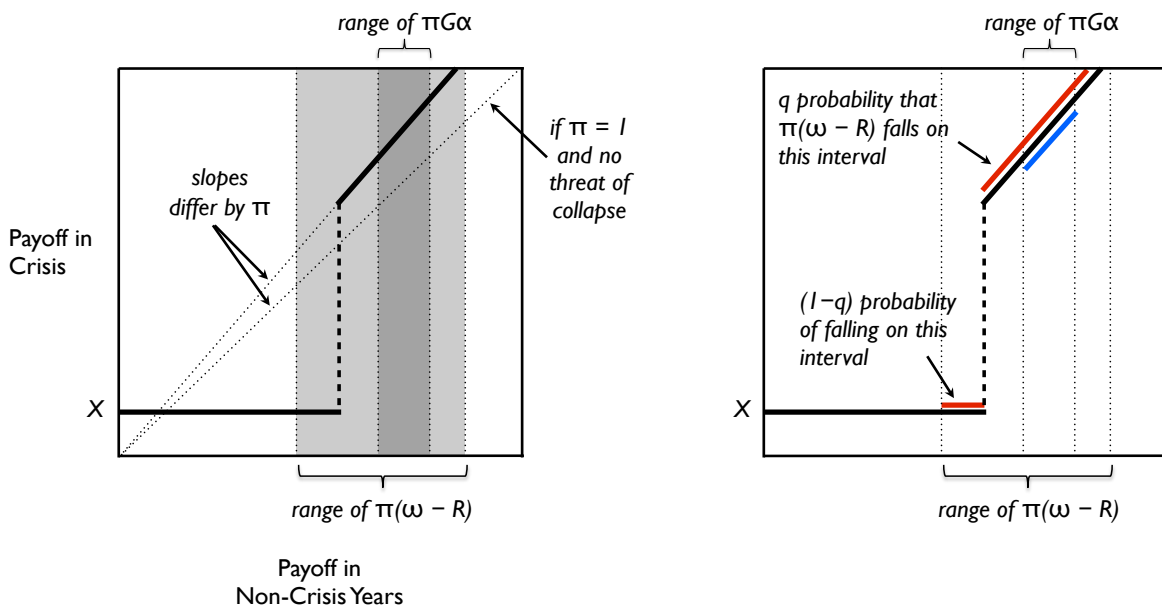 range of πGα
if π = 1
and no
threat of
collapse
slopes
differ by π
Payoff in
Crisis
X
range of π(ω − R)
Payoff in
Non-Crisis Years
range of πGα
q probability that
π(ω − R) falls on
this interval
(1−q) probability
of falling on this
interval
X
range of π(ω − R)